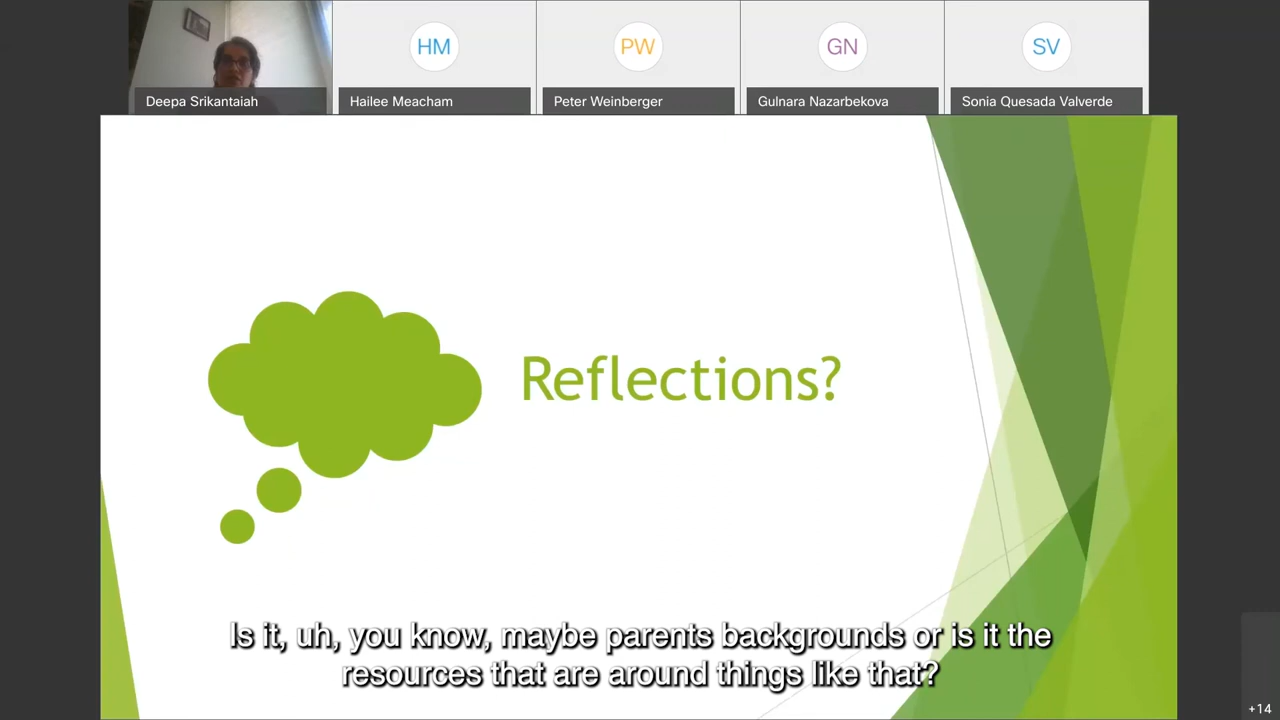 HM
PW
GN
SV
Deepa Srikantaiah
Hailee Meacham
Peter Weinberger
Gulnara Nazarbekova
Sonia Quesada Valverde
Reflections?
Is it, uh, you know, maybe parents backgrounds or is it the
resources that are around things like that?
+14